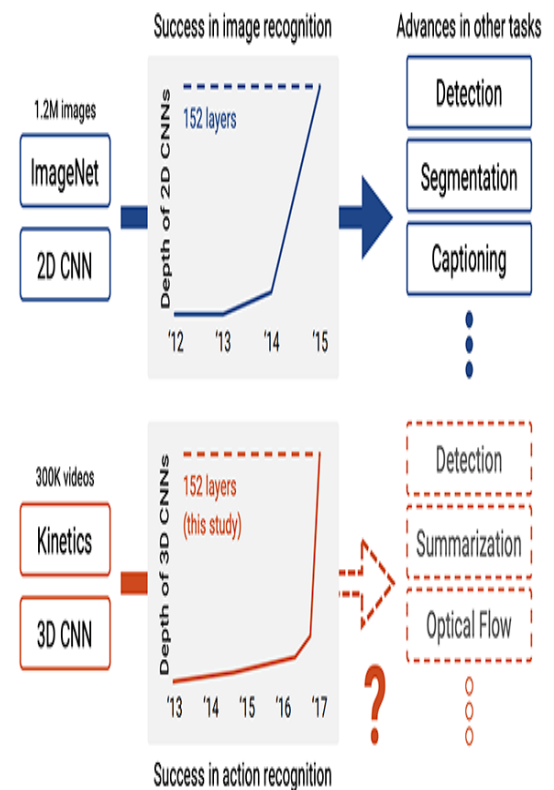 Success in image recognition
Advances in other tasks
1.2M images
ImageNet
2D CNN
Depth of 2D CNNs
152 layers
'12 '13 '14 '15
Detection
Segmentation
Captioning
300K videos
Kinetics
3D CNN
Depth of 3D CNNs
152 layers
(this study)
'13 '14 '15 '16 '17
Detection
Summarization
Optical Flow
?
Success in action recognition